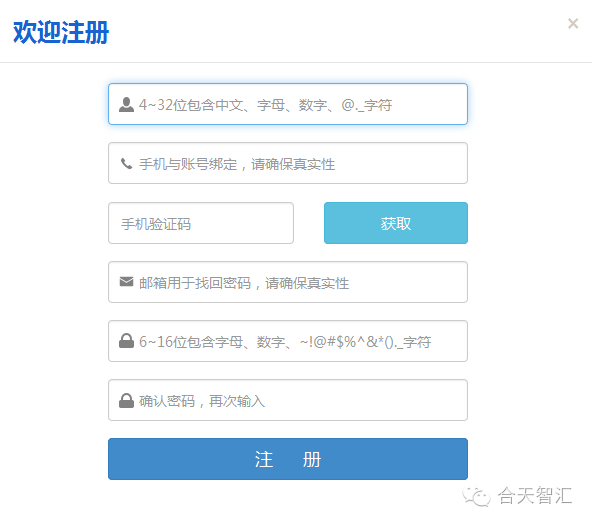 欢迎注册
×
4~32位包含中文、字母、数字、@._字符
手机与账号绑定，请确保真实性
手机验证码
获取
邮箱用于找回密码，请确保真实性
6~16位包含字母、数字、~!@#$%^&*()._字符
确认密码，再次输入
注 册
合天智汇